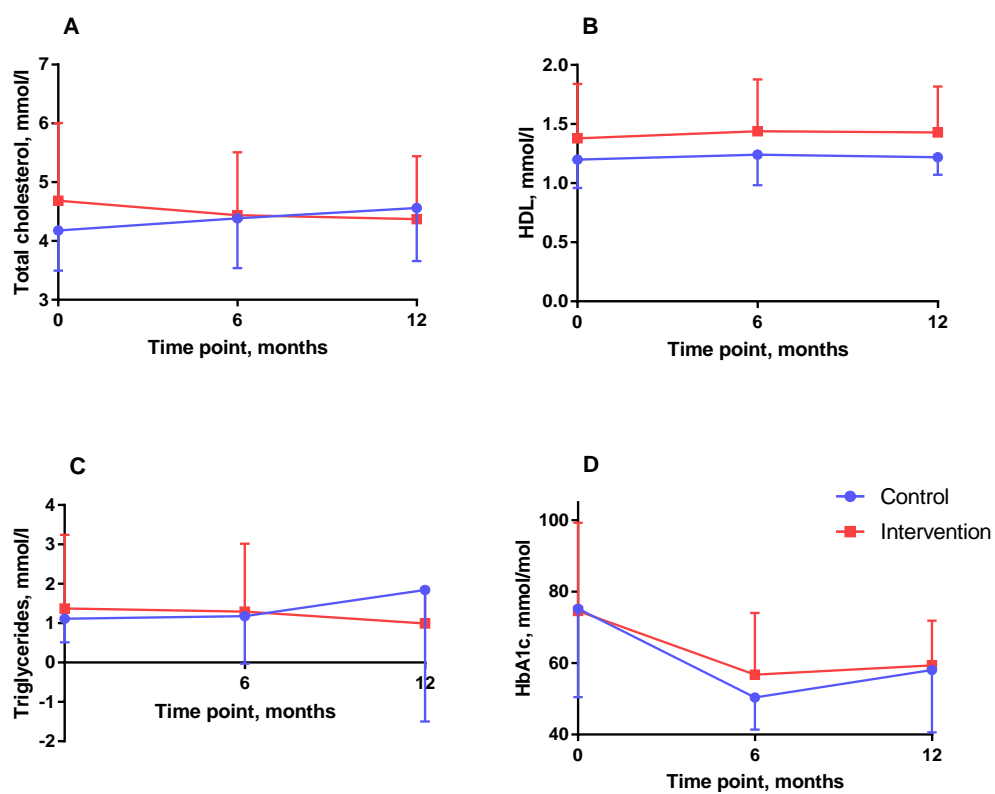 A
Total cholesterol, mmol/l
7
6
5
4
3
0
6
12
Time point, months
B
HDL, mmol/l
2.0
1.5
1.0
0.5
0.0
0
6
12
Time point, months
C
Triglycerides, mmol/l
4
3
2
1
0
-1
-2
6
12
Time point, months
D
Control
Intervention
HbA1c, mmol/mol
100
80
60
40
0
6
12
Time point, months